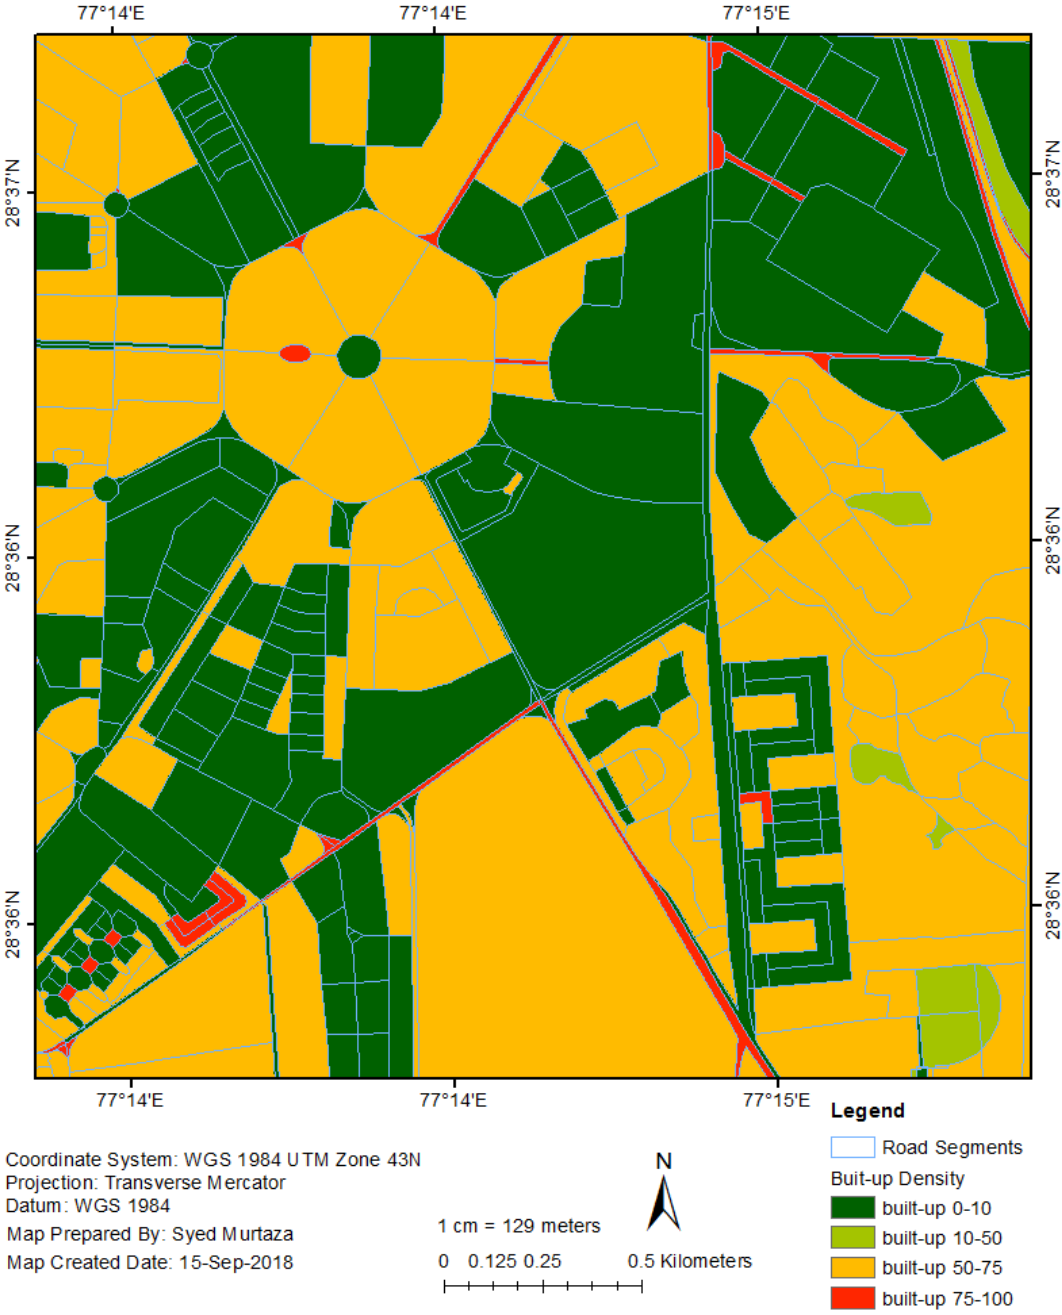 77°14'E 77°14'E 77°15'E
28°37'N 28°37'N
28°36'N 28°36'N
28°36'N 28°36'N
77°14'E 77°14'E 77°15'E
Legend
Road Segments
Buit-up Density
built-up 0-10
built-up 10-50
built-up 50-75
built-up 75-100
Coordinate System: WGS 1984 UTM Zone 43N
Projection: Transverse Mercator
Datum: WGS 1984
Map Prepared By: Syed Murtaza
Map Created Date: 15-Sep-2018
N
1 cm = 129 meters
0 0.125 0.25 0.5 Kilometers